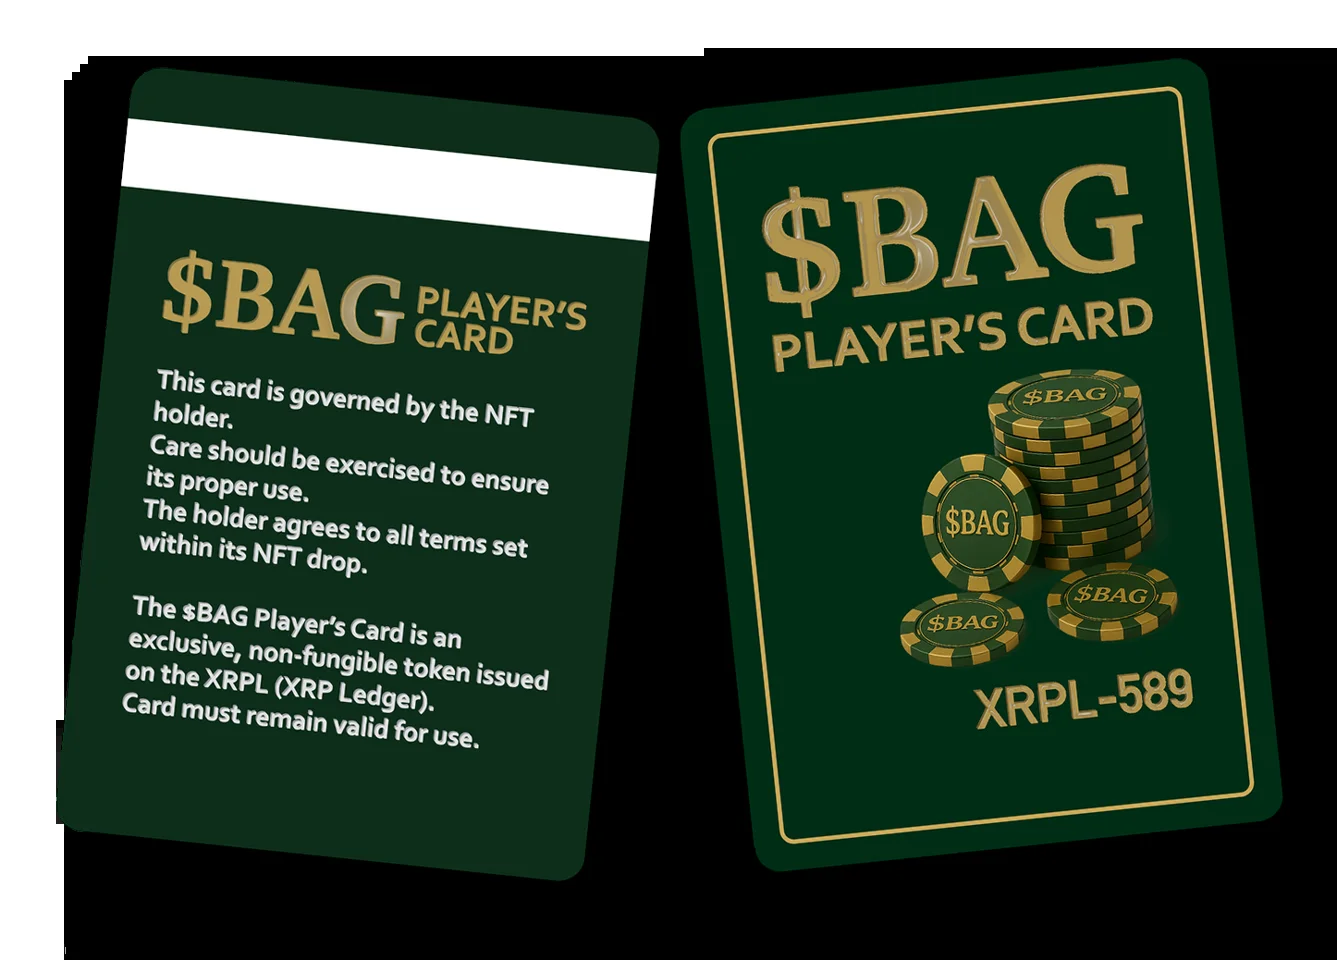 $BAG PLAYER'S
CARD
This card is governed by the NFT
holder.
Care should be exercised to ensure
its proper use.
The holder agrees to all terms set
within its NFT drop.
The $BAG Player's Card is an
exclusive, non-fungible token issued
on the XRPL (XRP Ledger).
Card must remain valid for use.
$BAG
PLAYER'S CARD
$BAG
$BAG
$BAG
$BAG
XRPL-589